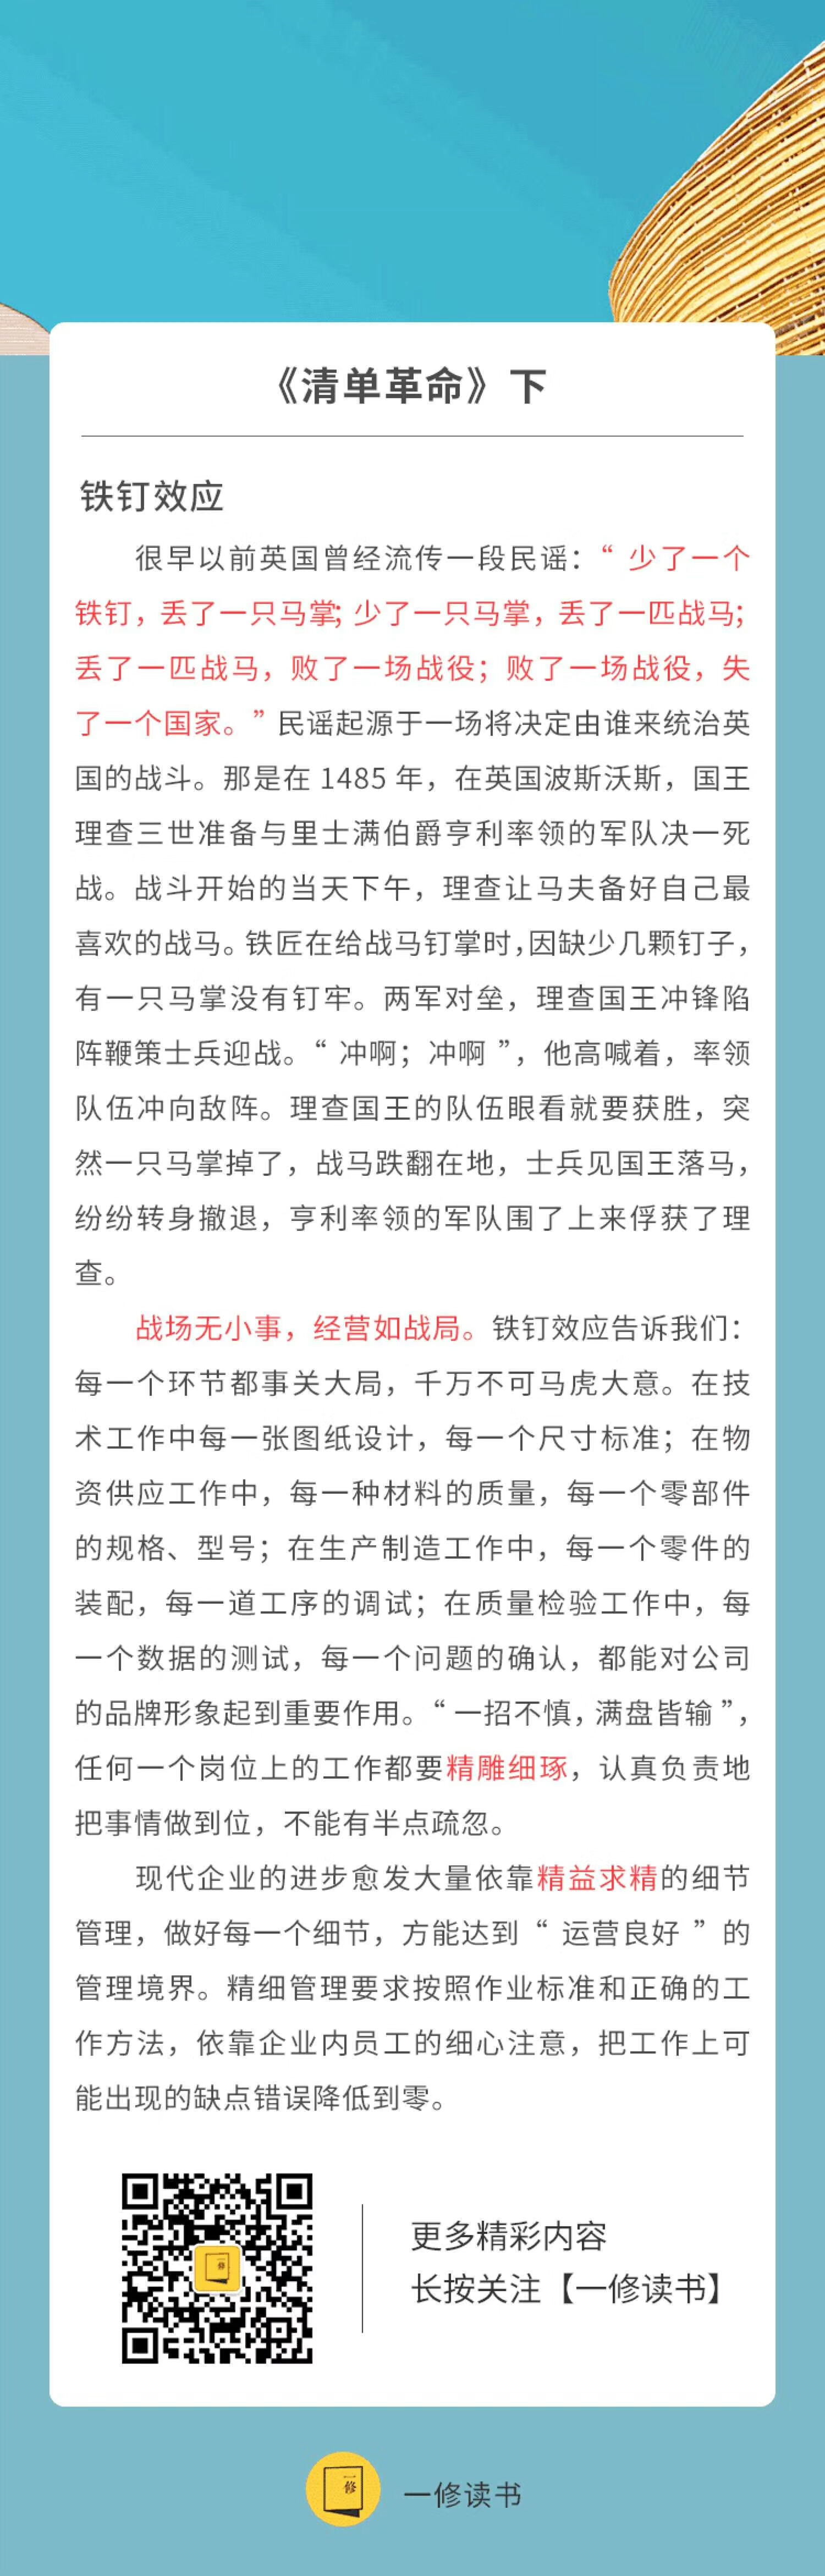 《清单革命》下
铁钉效应
很早以前英国曾经流传一段民谣：“ 少了一个
铁钉，丢了一只马掌；少了一只马掌，丢了一匹战马；
丢了一匹战马，败了一场战役；败了一场战役，失
了一个国家。”民谣起源于一场将决定由谁来统治英
国的战斗。那是在 1485 年，在英国波斯沃斯，国王
理查三世准备与里士满伯爵亨利率领的军队决一死
战。战斗开始的当天下午，理查让马夫备好自己最
喜欢的战马。铁匠在给战马钉掌时，因缺少几颗钉子，
有一只马掌没有钉牢。两军对垒，理查国王冲锋陷
阵鞭策士兵迎战。“ 冲啊；冲啊 ”，他高喊着，率领
队伍冲向敌阵。理查国王的队伍眼看就要获胜，突
然一只马掌掉了，战马跌翻在地，士兵见国王落马，
纷纷转身撤退，亨利率领的军队围了上来俘获了理
查。
战场无小事，经营如战局。铁钉效应告诉我们：
每一个环节都事关大局，千万不可马虎大意。在技
术工作中每一张图纸设计，每一个尺寸标准；在物
资供应工作中，每一种材料的质量，每一个零部件
的规格、型号；在生产制造工作中，每一个零件的
装配，每一道工序的调试；在质量检验工作中，每
一个数据的测试，每一个问题的确认，都能对公司
的品牌形象起到重要作用。“ 一招不慎，满盘皆输 ”，
任何一个岗位上的工作都要精雕细琢，认真负责地
把事情做到位，不能有半点疏忽。
现代企业的进步愈发大量依靠精益求精的细节
管理，做好每一个细节，方能达到 “ 运营良好 ” 的
管理境界。精细管理要求按照作业标准和正确的工
作方法，依靠企业内员工的细心注意，把工作上可
能出现的缺点错误降低到零。
一修
更多精彩内容
长按关注【一修读书】
一修
一修读书